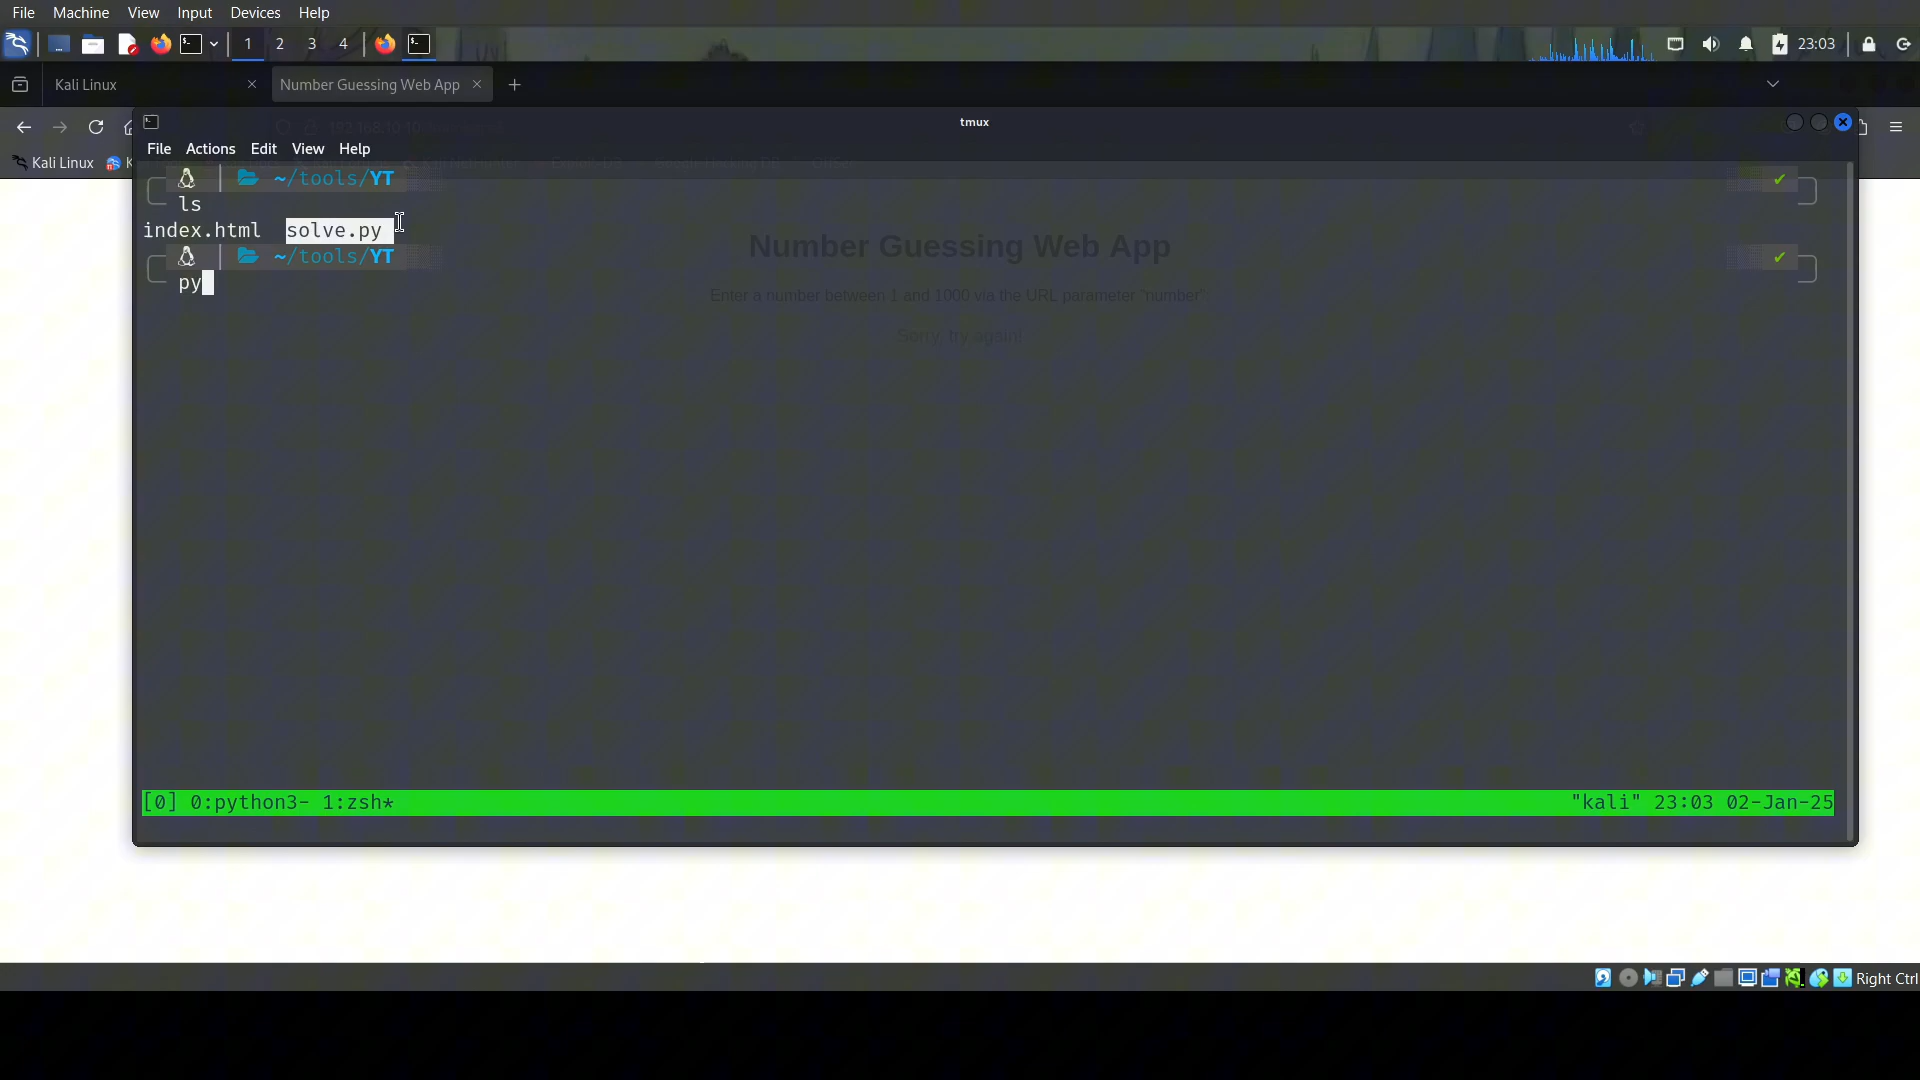 File Machine View Input Devices Help
1 2 3 4 23:03
Kali Linux Number Guessing Web App
tmux
Kali Linux
File Actions Edit View Help
~/tools/YT
ls
index.html solve.py
~/tools/YT
py
Number Guessing Web App
Enter a number between 1 and 1000 via the URL parameter "number":
Sorry, try again!
[0] 0:python3- 1:zsh* "kali" 23:03 02-Jan-25
Right Ctrl